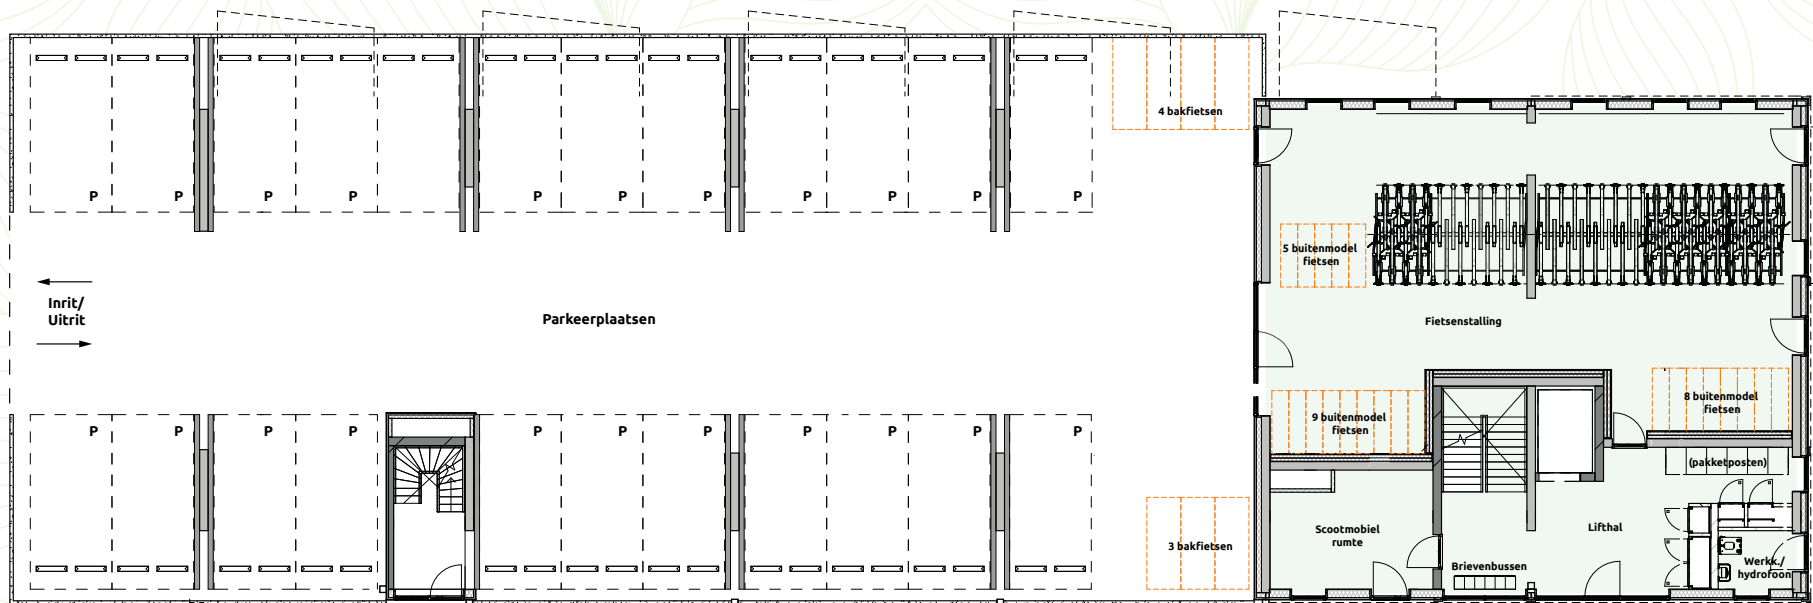 4 bakfietsen
P P P P P P P P P P P
5 buitenmodel
fietsen
Inrit/
Uitrit
Parkeerplaatsen
Fietsenstalling
8 buitenmodel
fietsen
9 buitenmodel
fietsen
P P P P P P P P P P P
(pakketposten)
Scootmobiel
rumte
Lifthal
3 bakfietsen
Brievenbussen
Werkk./
hydrofoon